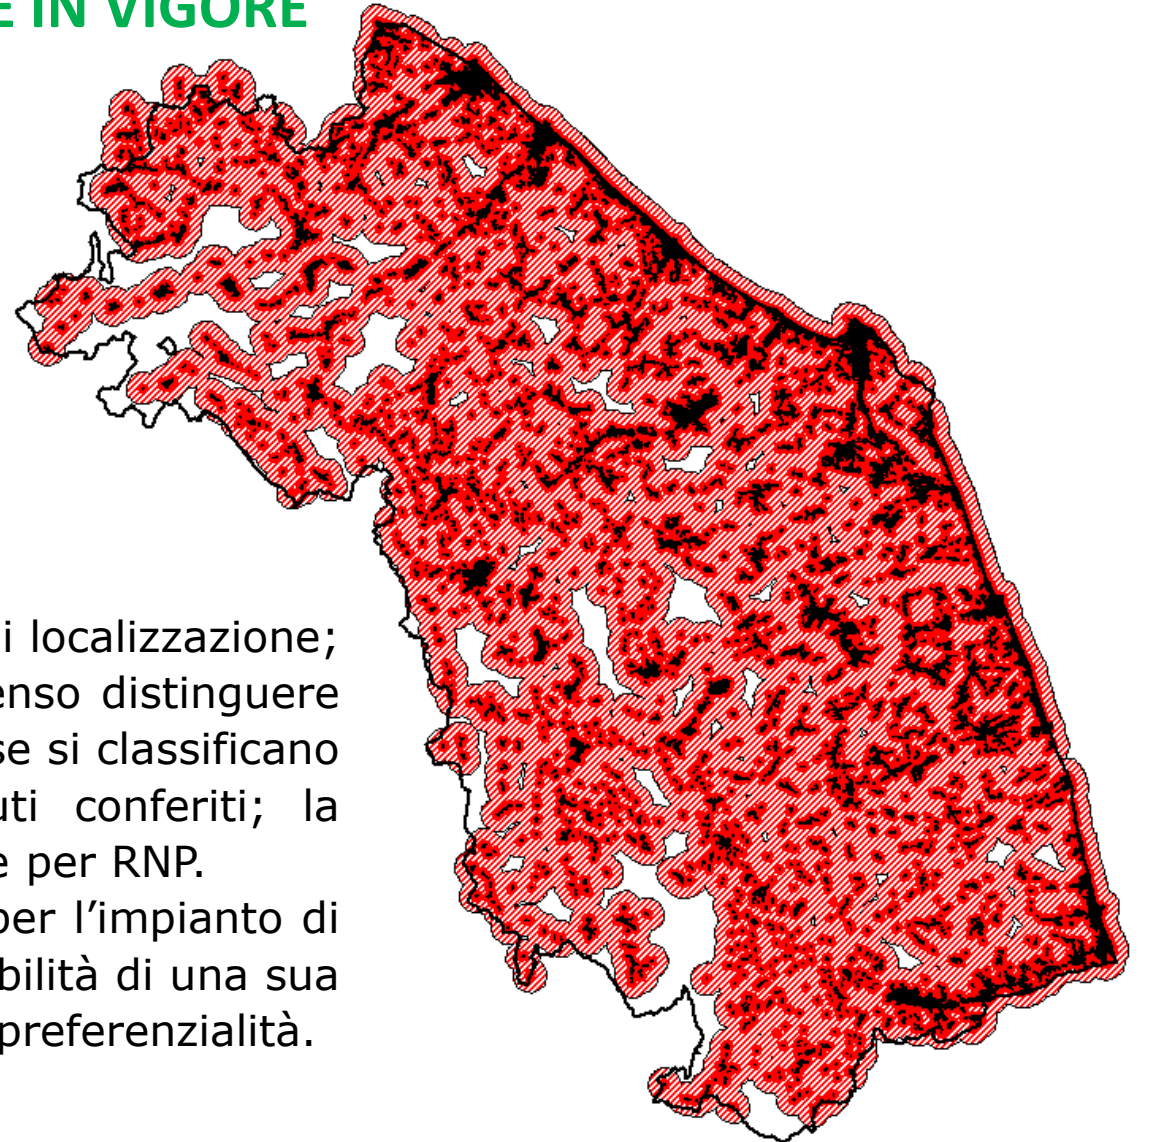 E IN VIGORE
i localizzazione;
enso distinguere
se si classificano
uti conferiti; la
e per RNP.
per l’impianto di
bilità di una sua
preferenzialità.